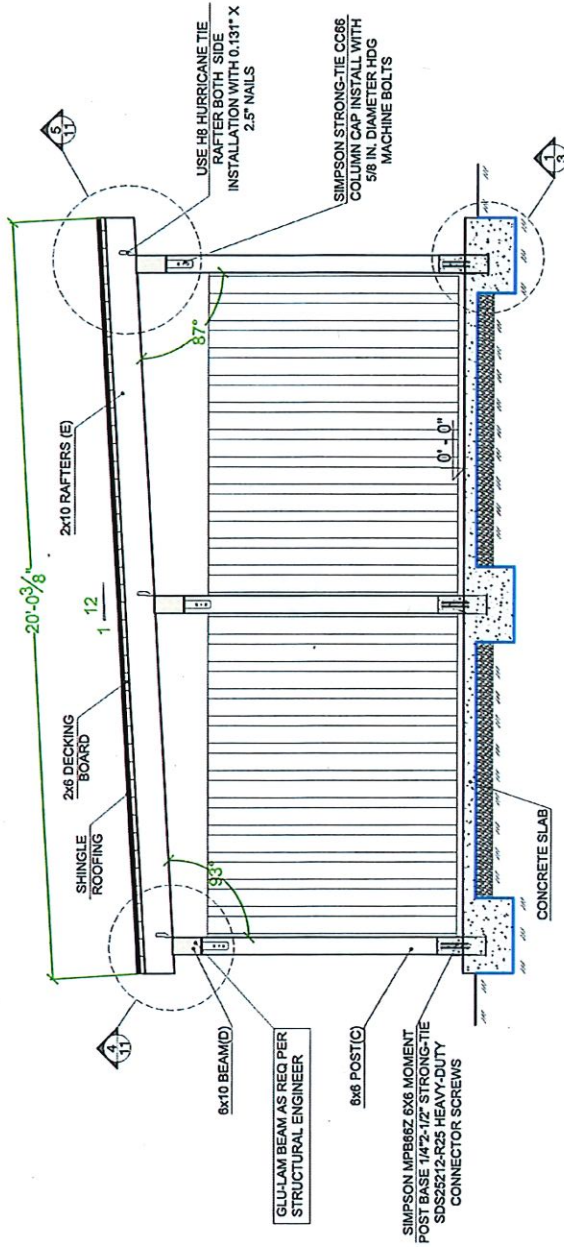 20'-0 3/8"
5
11
USE H8 HURRICANE TIE
RAFTER BOTH SIDE
INSTALLATION WITH 0.131" X
2.5" NAILS
2x10 RAFTERS (E)
12
1
2x6 DECKING
BOARD
SHINGLE
ROOFING
4
11
6x10 BEAM(D)
GLU-LAM BEAM AS REQ PER
STRUCTURAL ENGINEER
93°
87°
SIMPSON STRONG-TIE CC66
COLUMN CAP INSTALL WITH
5/8 IN. DIAMETER HDG
MACHINE BOLTS
6x6 POST(C)
0' - 0"
SIMPSON MPB66Z 6X6 MOMENT
POST BASE 1/4"2-1/2" STRONG-TIE
SDS25212-R25 HEAVY-DUTY
CONNECTOR SCREWS
CONCRETE SLAB
1
3